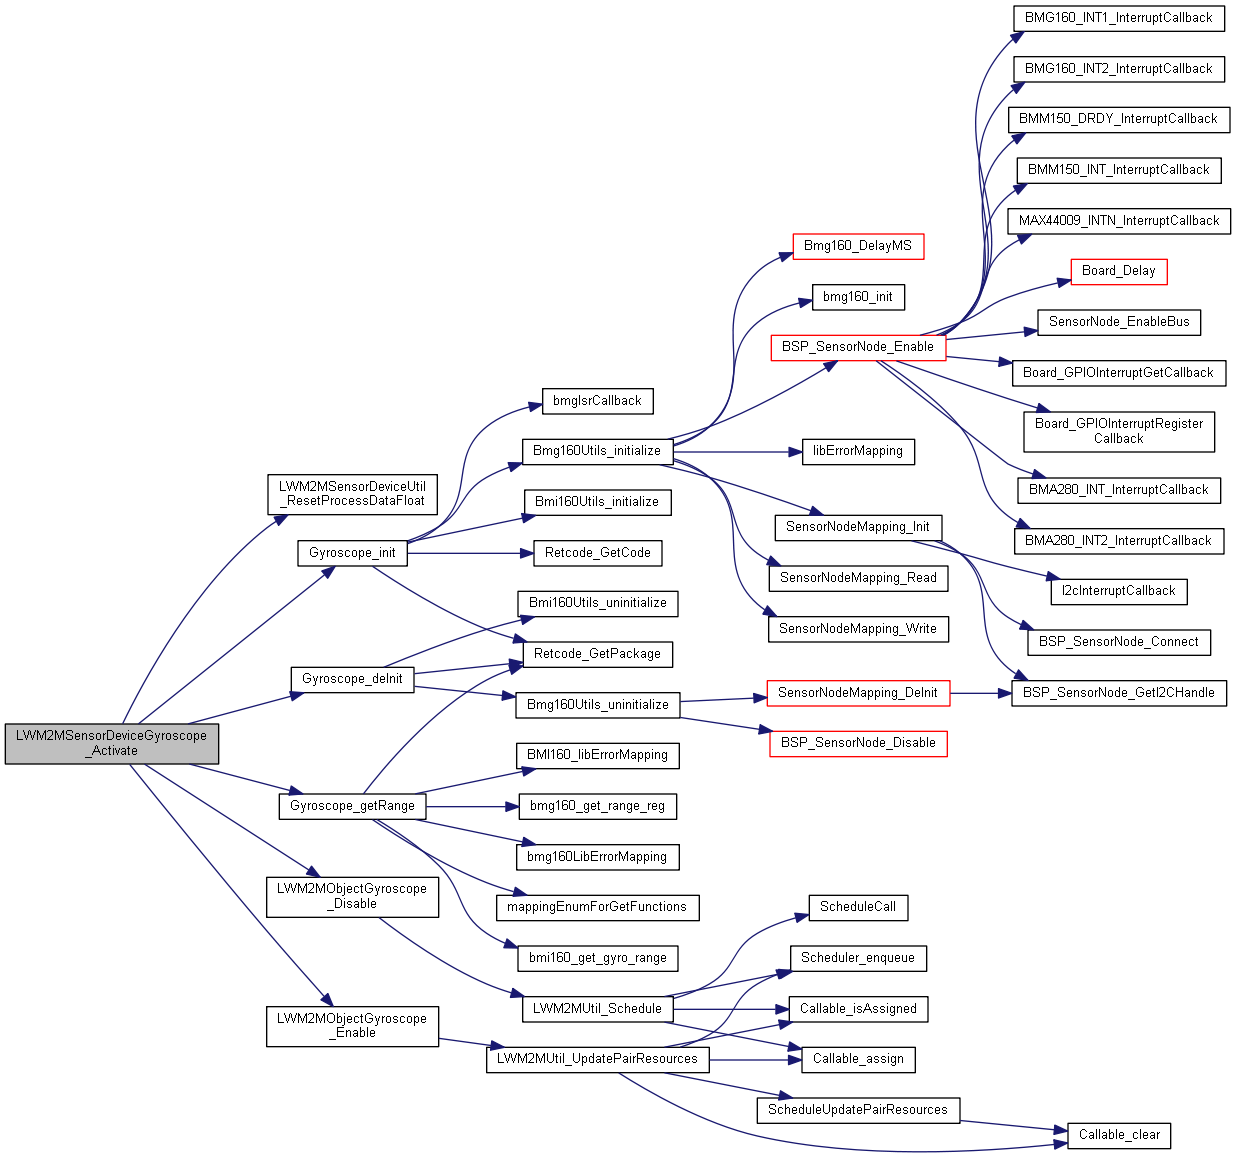 BMG160_INT1_InterruptCallback
BMG160_INT2_InterruptCallback
BMM150_DRDY_InterruptCallback
BMM150_INT_InterruptCallback
MAX44009_INTN_InterruptCallback
Bmg160_DelayMS
Board_Delay
bmg160_init
SensorNode_EnableBus
BSP_SensorNode_Enable
Board_GPIOInterruptGetCallback
bmgIsrCallback
Board_GPIOInterruptRegister
Callback
Bmg160Utils_initialize
libErrorMapping
LWM2MSensorDeviceUtil
_ResetProcessDataFloat
BMA280_INT_InterruptCallback
Bmi160Utils_initialize
SensorNodeMapping_Init
BMA280_INT2_InterruptCallback
Gyroscope_init
Retcode_GetCode
SensorNodeMapping_Read
I2cInterruptCallback
Bmi160Utils_uninitialize
SensorNodeMapping_Write
BSP_SensorNode_Connect
Retcode_GetPackage
Gyroscope_deInit
SensorNodeMapping_DeInit
BSP_SensorNode_GetI2CHandle
Bmg160Utils_uninitialize
LWM2MSensorDeviceGyroscope
_Activate
BSP_SensorNode_Disable
BMI160_libErrorMapping
Gyroscope_getRange
bmg160_get_range_reg
bmg160LibErrorMapping
LWM2MObjectGyroscope
_Disable
mappingEnumForGetFunctions
ScheduleCall
bmi160_get_gyro_range
Scheduler_enqueue
LWM2MUtil_Schedule
Callable_isAssigned
LWM2MObjectGyroscope
_Enable
LWM2MUtil_UpdatePairResources
Callable_assign
ScheduleUpdatePairResources
Callable_clear